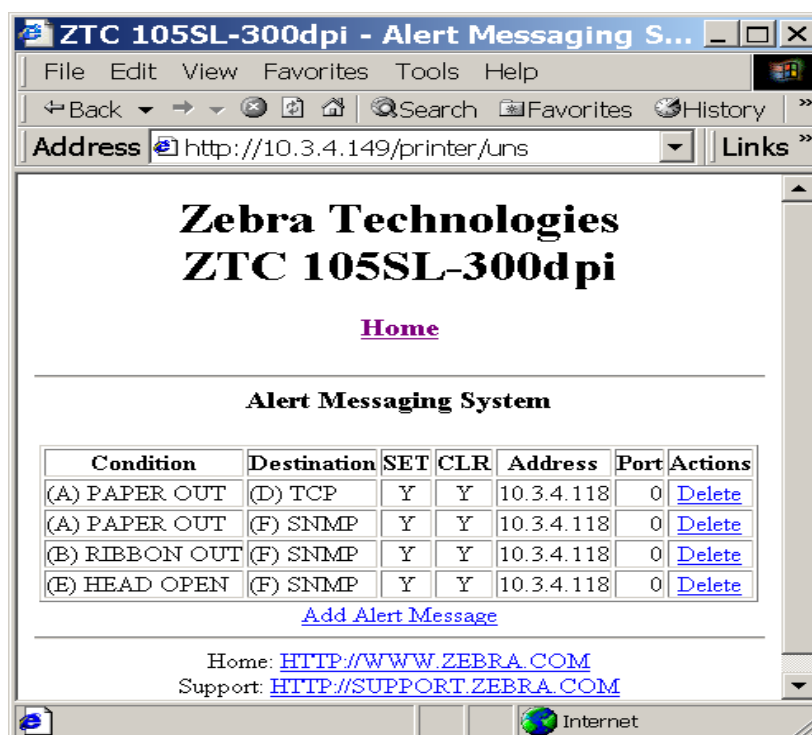 ZTC 105SL-300dpi - Alert Messaging S...
File Edit View Favorites Tools Help
Back Search Favorites History »
Address http://10.3.4.149/printer/uns Links »
Zebra Technologies
ZTC 105SL-300dpi
Home
Alert Messaging System
Condition Destination SET CLR Address Port Actions
(A) PAPER OUT (D) TCP Y Y 10.3.4.118 0 Delete
(A) PAPER OUT (F) SNMP Y Y 10.3.4.118 0 Delete
(B) RIBBON OUT (F) SNMP Y Y 10.3.4.118 0 Delete
(E) HEAD OPEN (F) SNMP Y Y 10.3.4.118 0 Delete
Add Alert Message
Home: HTTP://WWW.ZEBRA.COM
Support: HTTP://SUPPORT.ZEBRA.COM
Internet